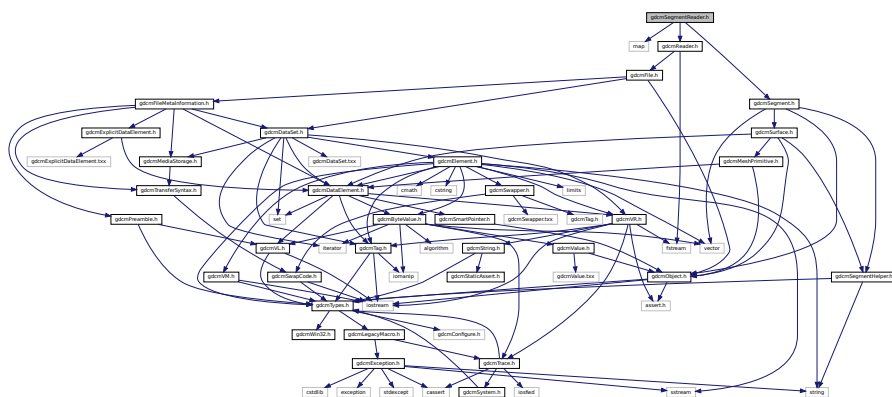 gdcmSegmentReader.h
map
gdcmReader.h
gdcmFile.h
gdcmFileMetaInformation.h
gdcmSegment.h
gdcmExplicitDataElement.h
gdcmDataSet.h
gdcmSurface.h
gdcmExplicitDataElement.txx
gdcmMediaStorage.h
gdcmDataSet.txx
gdcmElement.h
gdcmMeshPrimitive.h
gdcmTransferSyntax.h
set
gdcmDataElement.h
cmath
cstring
gdcmSwapper.h
limits
gdcmPreamble.h
gdcmByteValue.h
gdcmSmartPointer.h
gdcmSwapper.txx
gdcmTag.h
gdcmVR.h
gdcmVL.h
iterator
gdcmTag.h
algorithm
gdcmString.h
gdcmValue.h
fstream
vector
gdcmVM.h
gdcmSwapCode.h
iomanip
gdcmStaticAssert.h
gdcmValue.txx
gdcmObject.h
gdcmSegmentHelper.h
gdcmTypes.h
iostream
assert.h
gdcmWin32.h
gdcmLegacyMacro.h
gdcmConfigure.h
gdcmException.h
gdcmTrace.h
cstdlib
exception
stdexcept
cassert
gdcmSystem.h
iosfwd
sstream
string